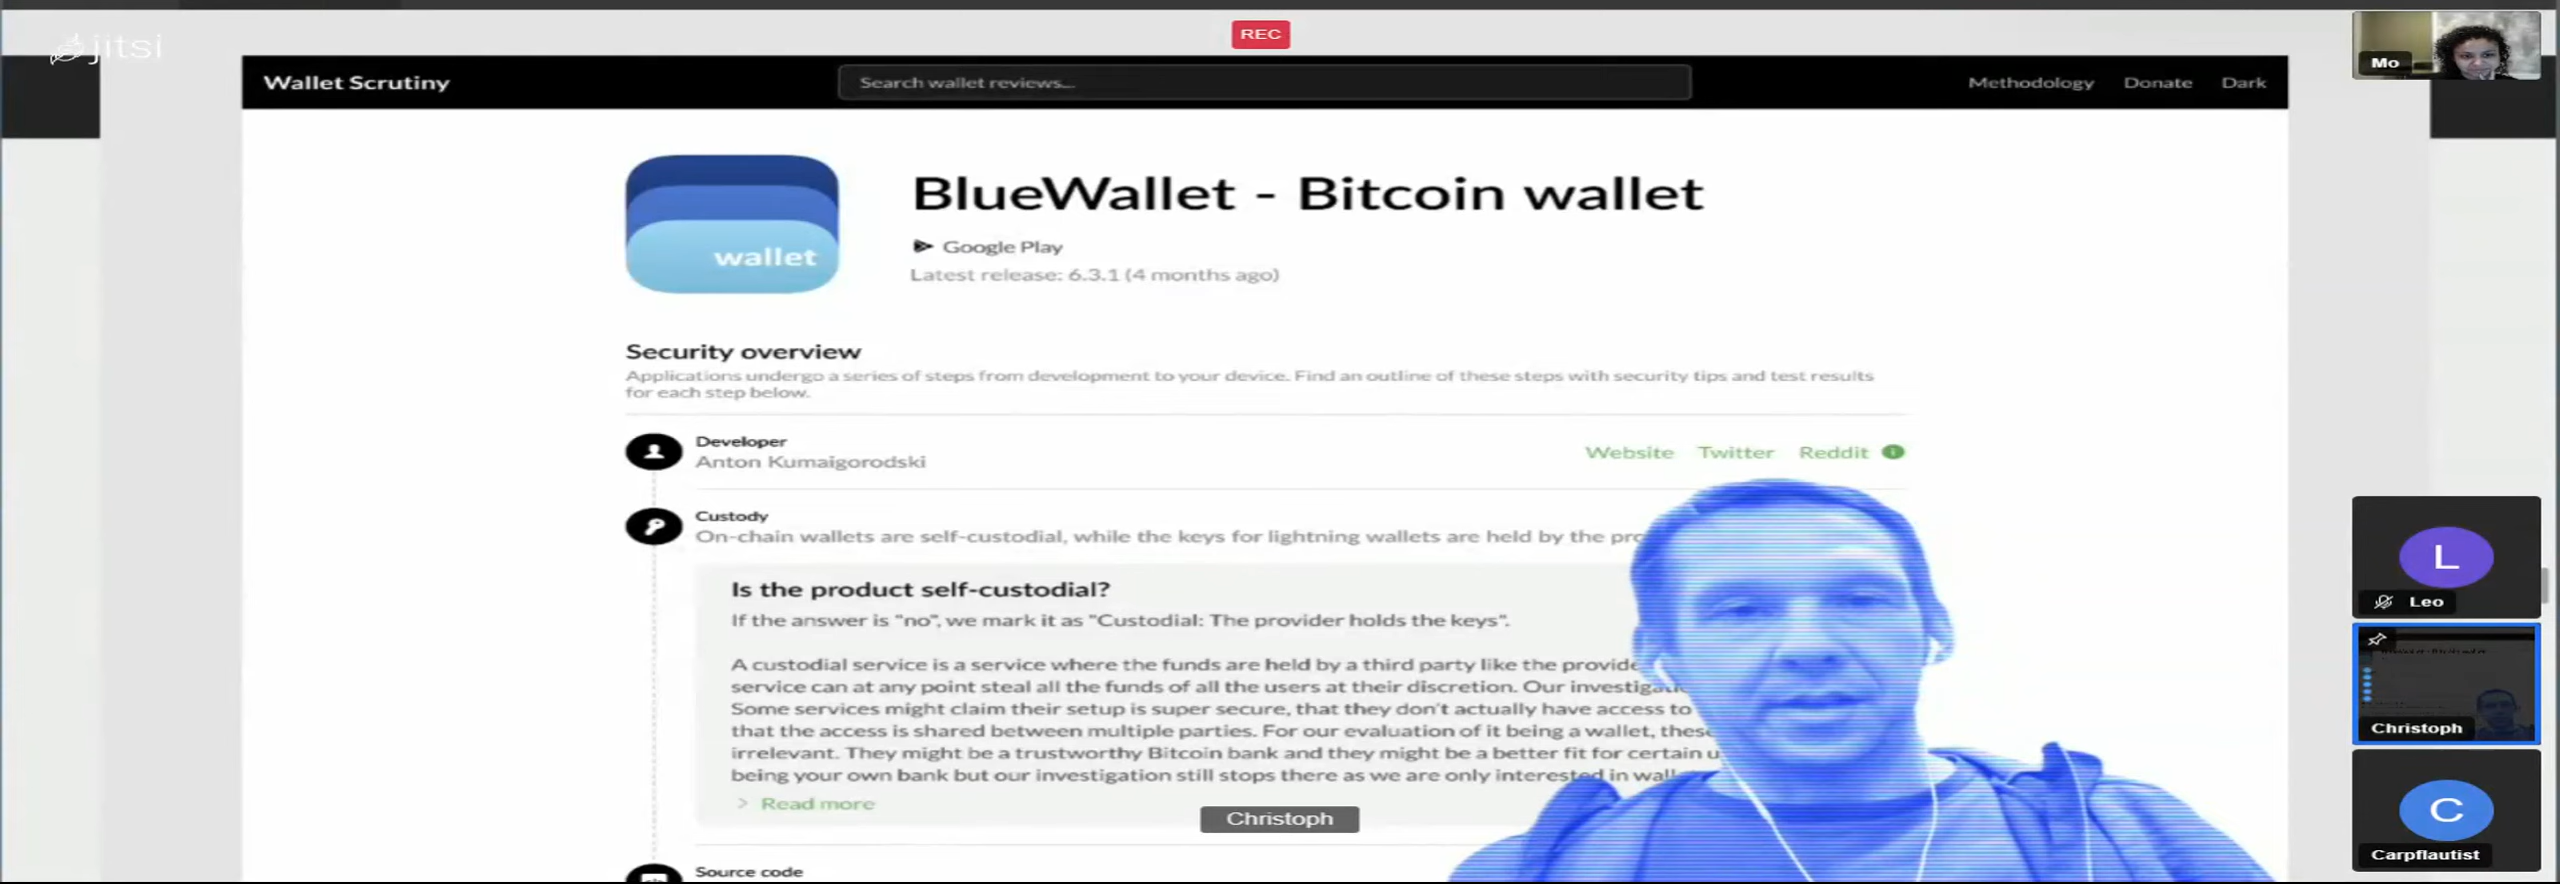 jitsi
REC
Mo
Wallet Scrutiny
Search wallet reviews...
Methodology Donate Dark
wallet
BlueWallet - Bitcoin wallet
Google Play
Latest release: 6.3.1 (4 months ago)
Security overview
Applications undergo a series of steps from development to your device. Find an outline of these steps with security tips and test results
for each step below.
Developer
Anton Kumaigorodski
Website Twitter Reddit
Custody
On-chain wallets are self-custodial, while the keys for lightning wallets are held by the pro
Is the product self-custodial?
If the answer is "no", we mark it as "Custodial: The provider holds the keys".
A custodial service is a service where the funds are held by a third party like the provide
service can at any point steal all the funds of all the users at their discretion. Our investiga
Some services might claim their setup is super secure, that they don't actually have access to
that the access is shared between multiple parties. For our evaluation of it being a wallet, thes
irrelevant. They might be a trustworthy Bitcoin bank and they might be a better fit for certain u
being your own bank but our investigation still stops there as we are only interested in wall
> Read more
Source code
Christoph
L
Leo
Christoph
C
Carpflautist